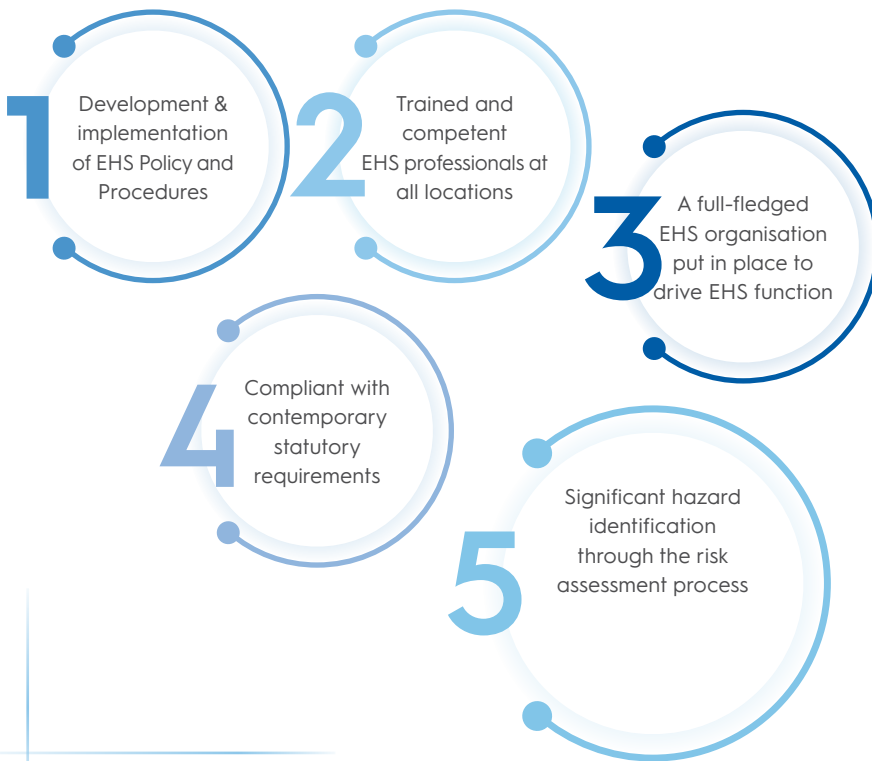 1
Development &
implementation
of EHS Policy and
Procedures
2
Trained and
competent
EHS professionals at
all locations
3
A full-fledged
EHS organisation
put in place to
drive EHS function
4
Compliant with
contemporary
statutory
requirements
5
Significant hazard
identification
through the risk
assessment process